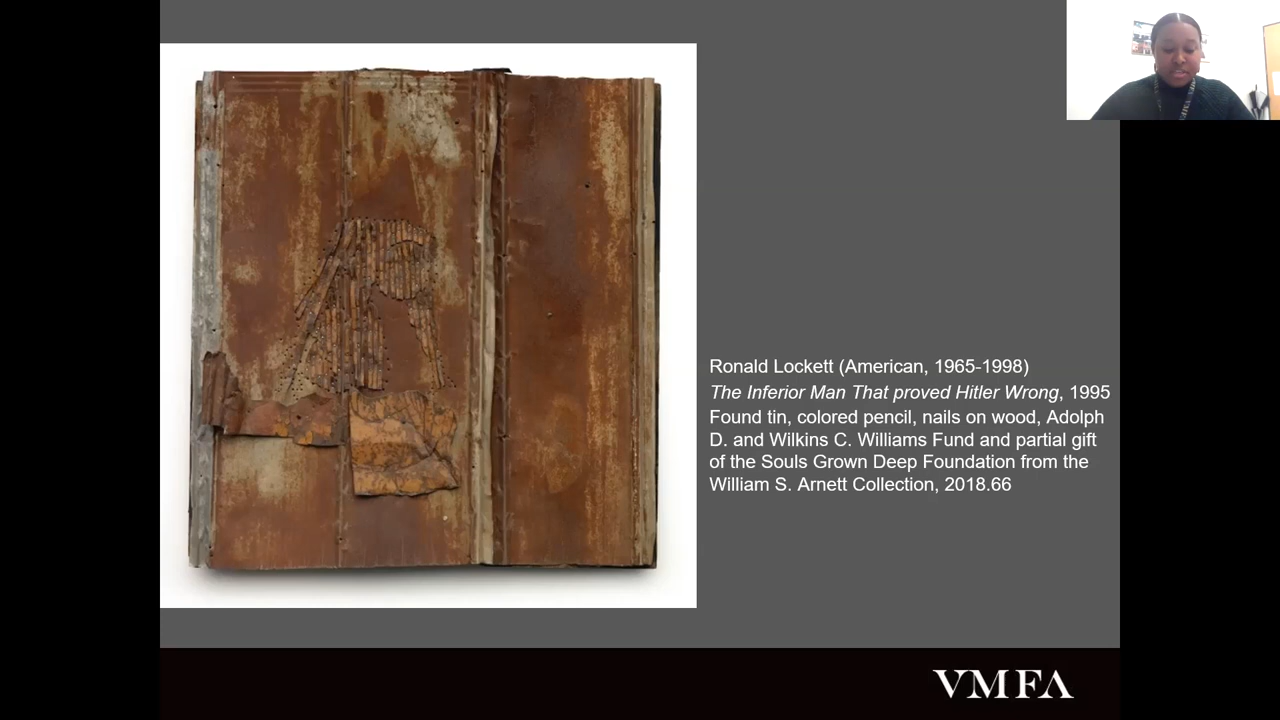 Ronald Lockett (American, 1965-1998)
The Inferior Man That proved Hitler Wrong, 1995
Found tin, colored pencil, nails on wood, Adolph
D. and Wilkins C. Williams Fund and partial gift
of the Souls Grown Deep Foundation from the
William S. Arnett Collection, 2018.66
VMFA